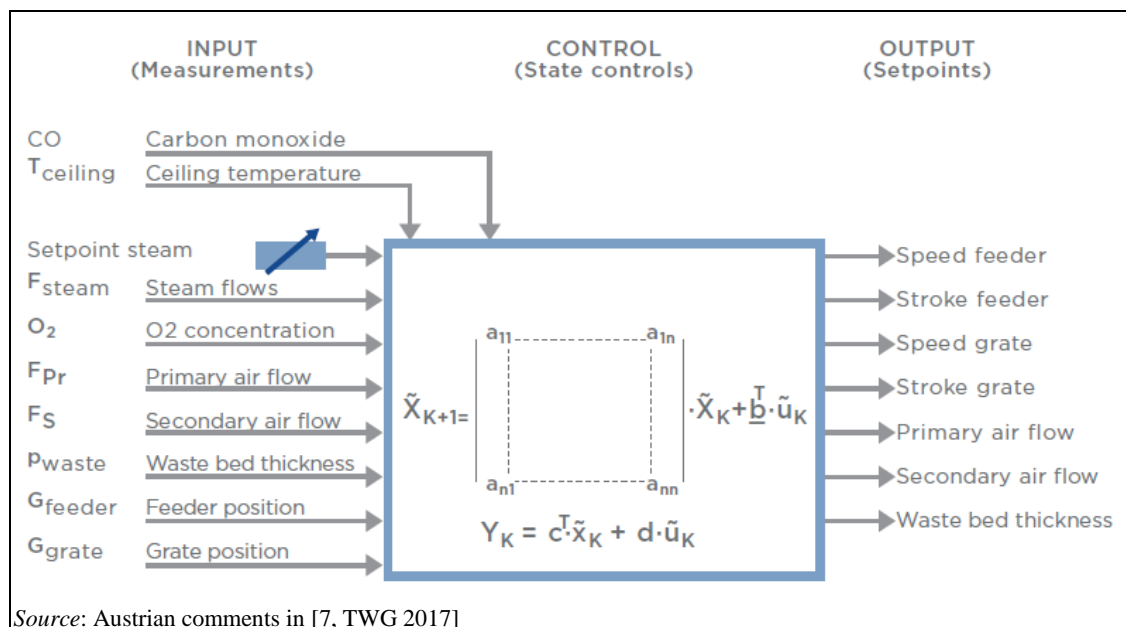 INPUT CONTROL OUTPUT
(Measurements) (State controls) (Setpoints)
CO Carbon monoxide
Tceiling Ceiling temperature
Setpoint steam Speed feeder
Fsteam Steam flows Stroke feeder
O2 O2 concentration Speed grate
a11 a1n
FPr Primary air flow Stroke grate
X̃K+1= ·X̃K+b̲T·ũK
FS Secondary air flow Primary air flow
pwaste Waste bed thickness Secondary air flow
an1 ann
Gfeeder Feeder position Waste bed thickness
YK = cT·x̃K + d·ũK
Ggrate Grate position
Source: Austrian comments in [7, TWG 2017]